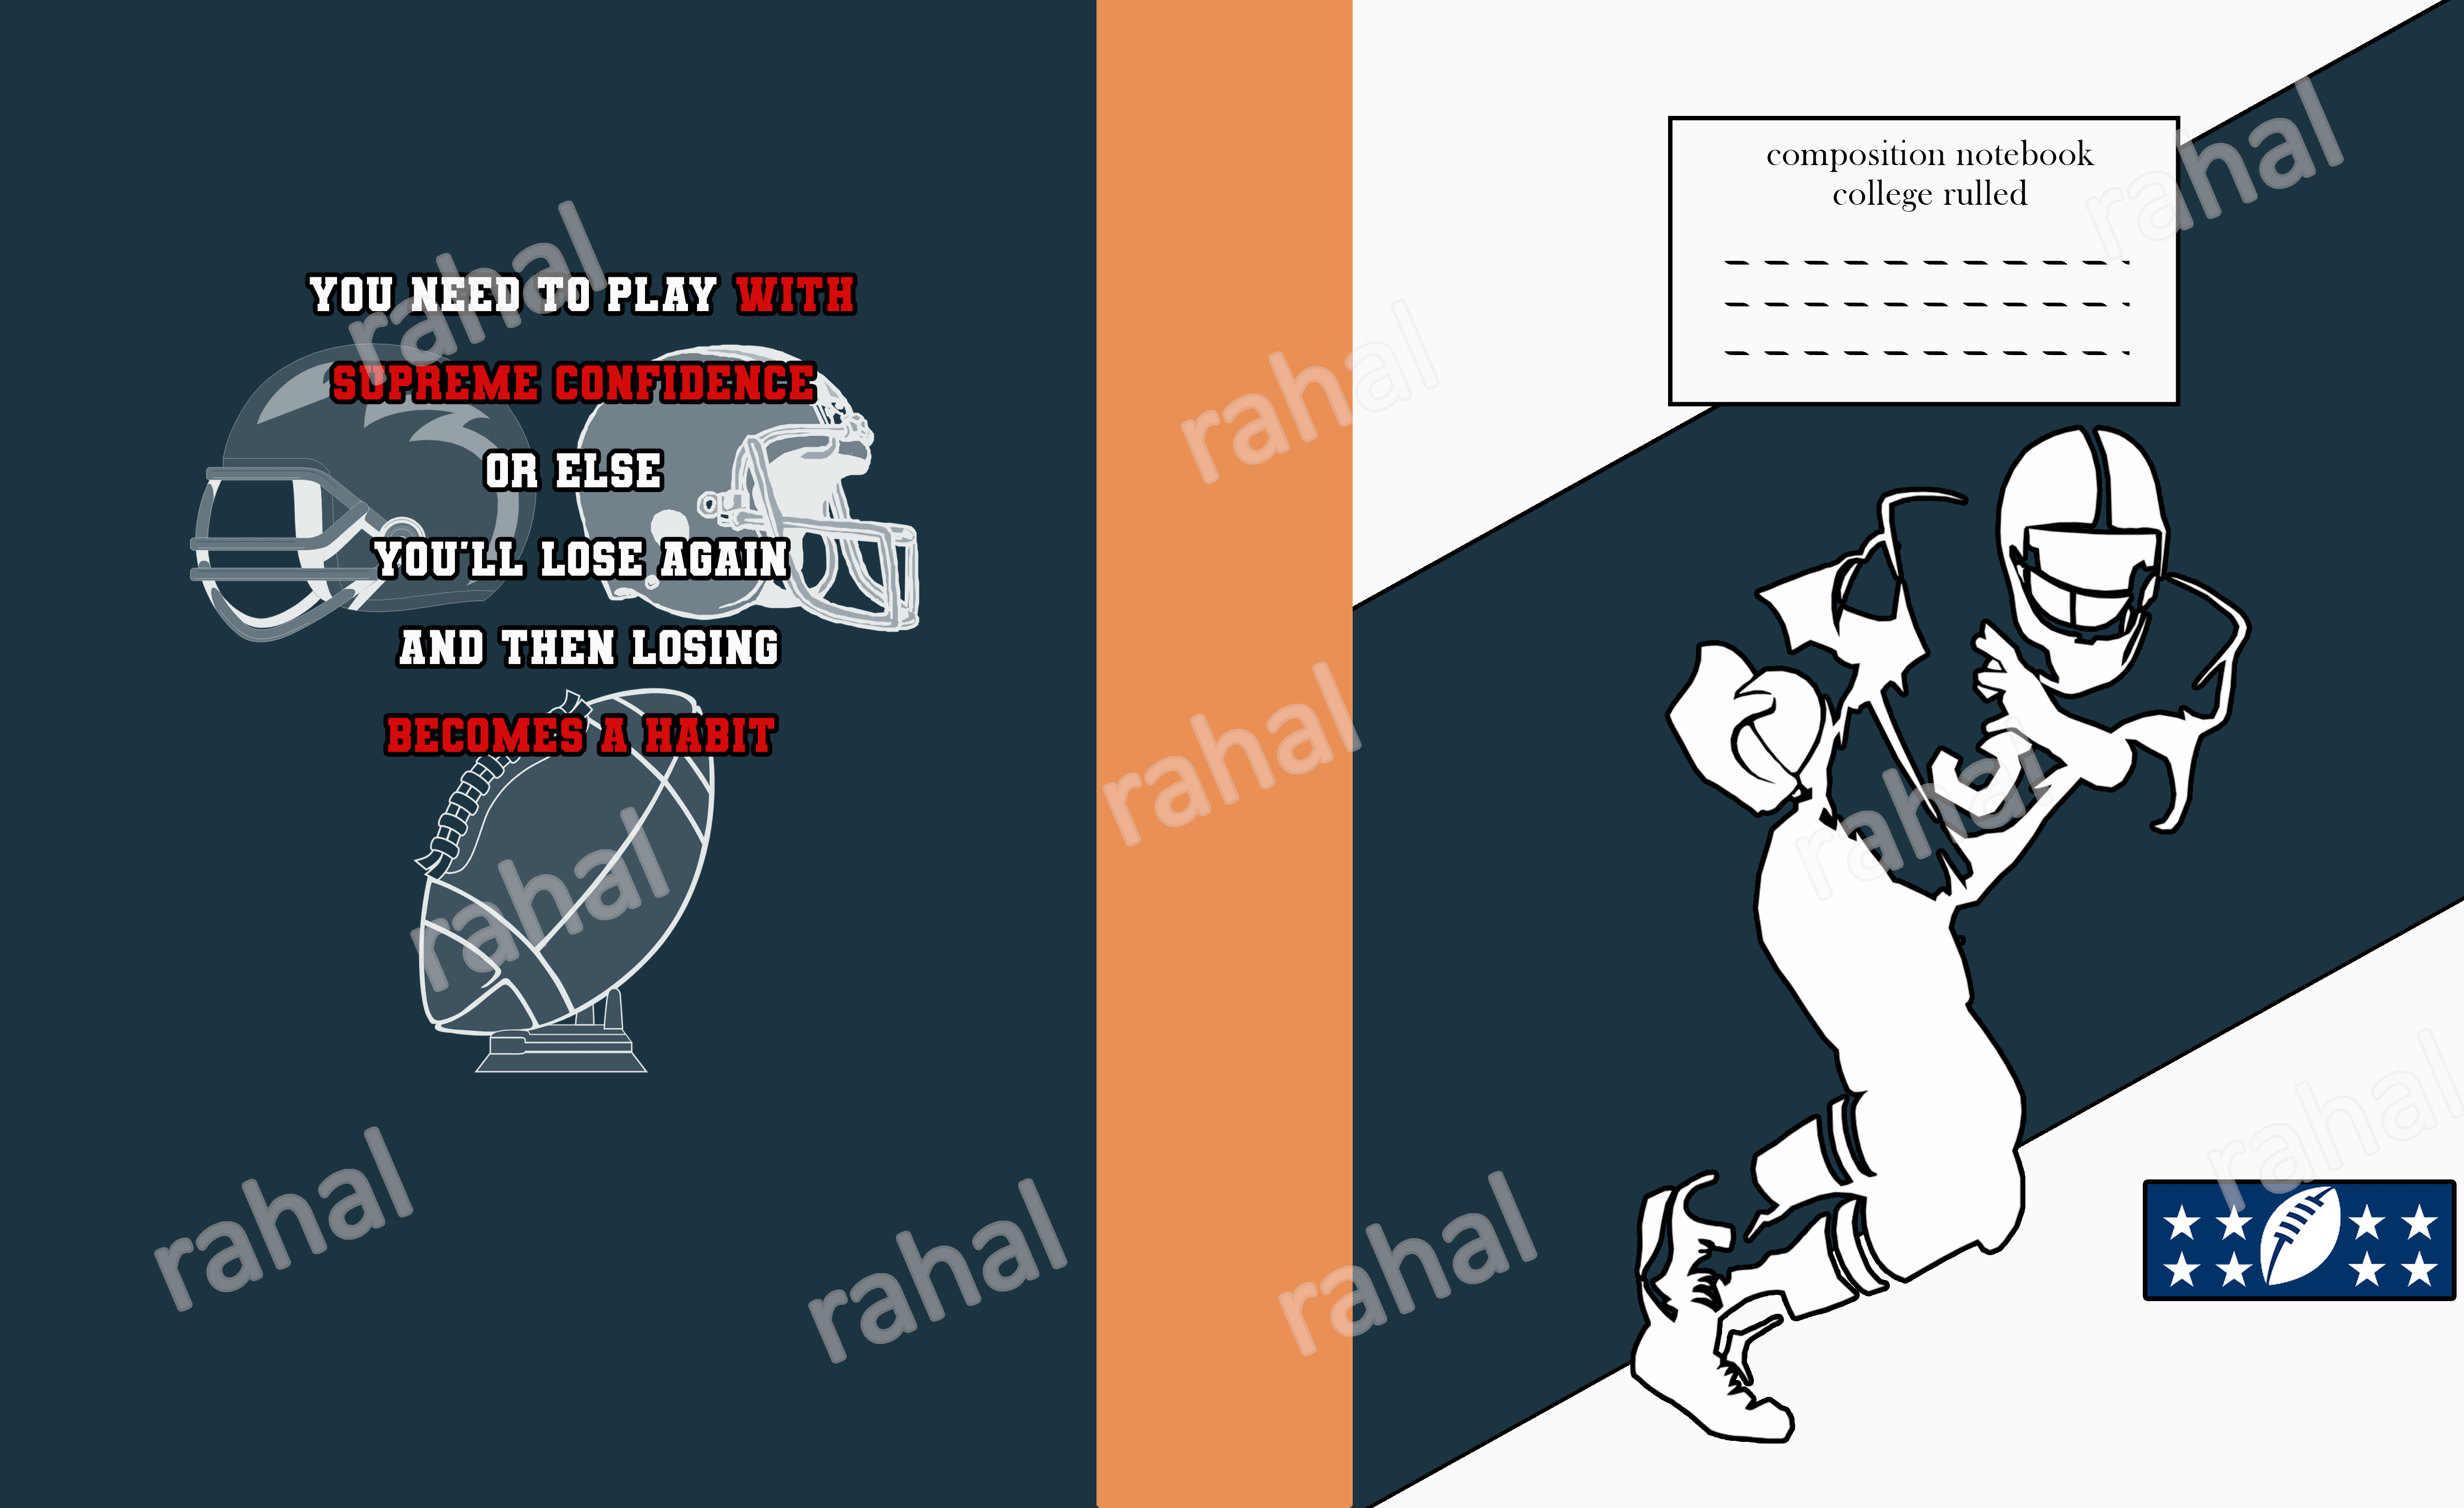 YOU NEED TO PLAY WITH
SUPREME CONFIDENCE
OR ELSE
YOU'LL LOSE AGAIN
AND THEN LOSING
BECOMES A HABIT
composition notebook
college rulled
rahal
rahal
rahal
rahal
rahal
rahal
rahal
rahal
rahal
rahal